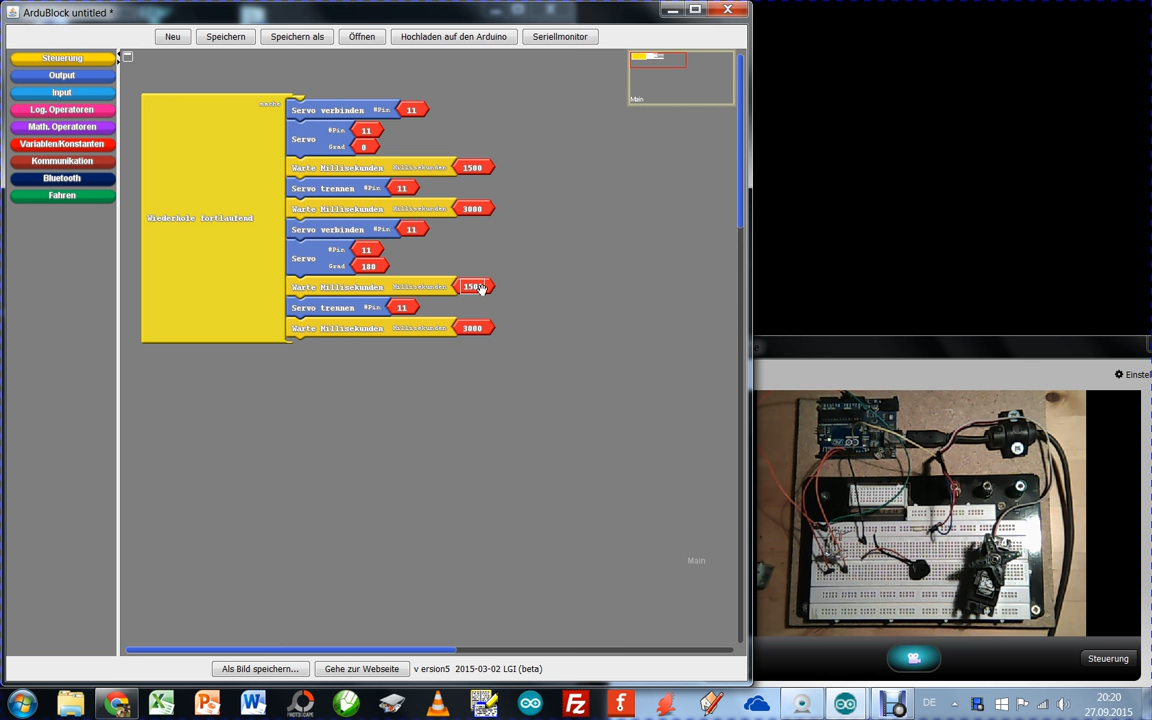 ArduBlock untitled *
Neu Speichern Speichern als Öffnen Hochladen auf den Arduino Seriellmonitor
Steuerung
Output
Input
Log. Operatoren
Math. Operatoren
Variablen/Konstanten
Kommunikation
Bluetooth
Fahren
Main
mache
Wiederhole fortlaufend
Servo verbinden #Pin 11
Servo #Pin 11
Grad 0
Warte Millisekunden Millisekunden 1500
Servo trennen #Pin 11
Warte Millisekunden Millisekunden 3000
Servo verbinden #Pin 11
Servo #Pin 11
Grad 180
Warte Millisekunden Millisekunden 1500
Servo trennen #Pin 11
Warte Millisekunden Millisekunden 3000
Main
Als Bild speichern... Gehe zur Webseite v ersion5 2015-03-02 LGI (beta)
Einste
Steuerung
DE
20:20
27.09.2015